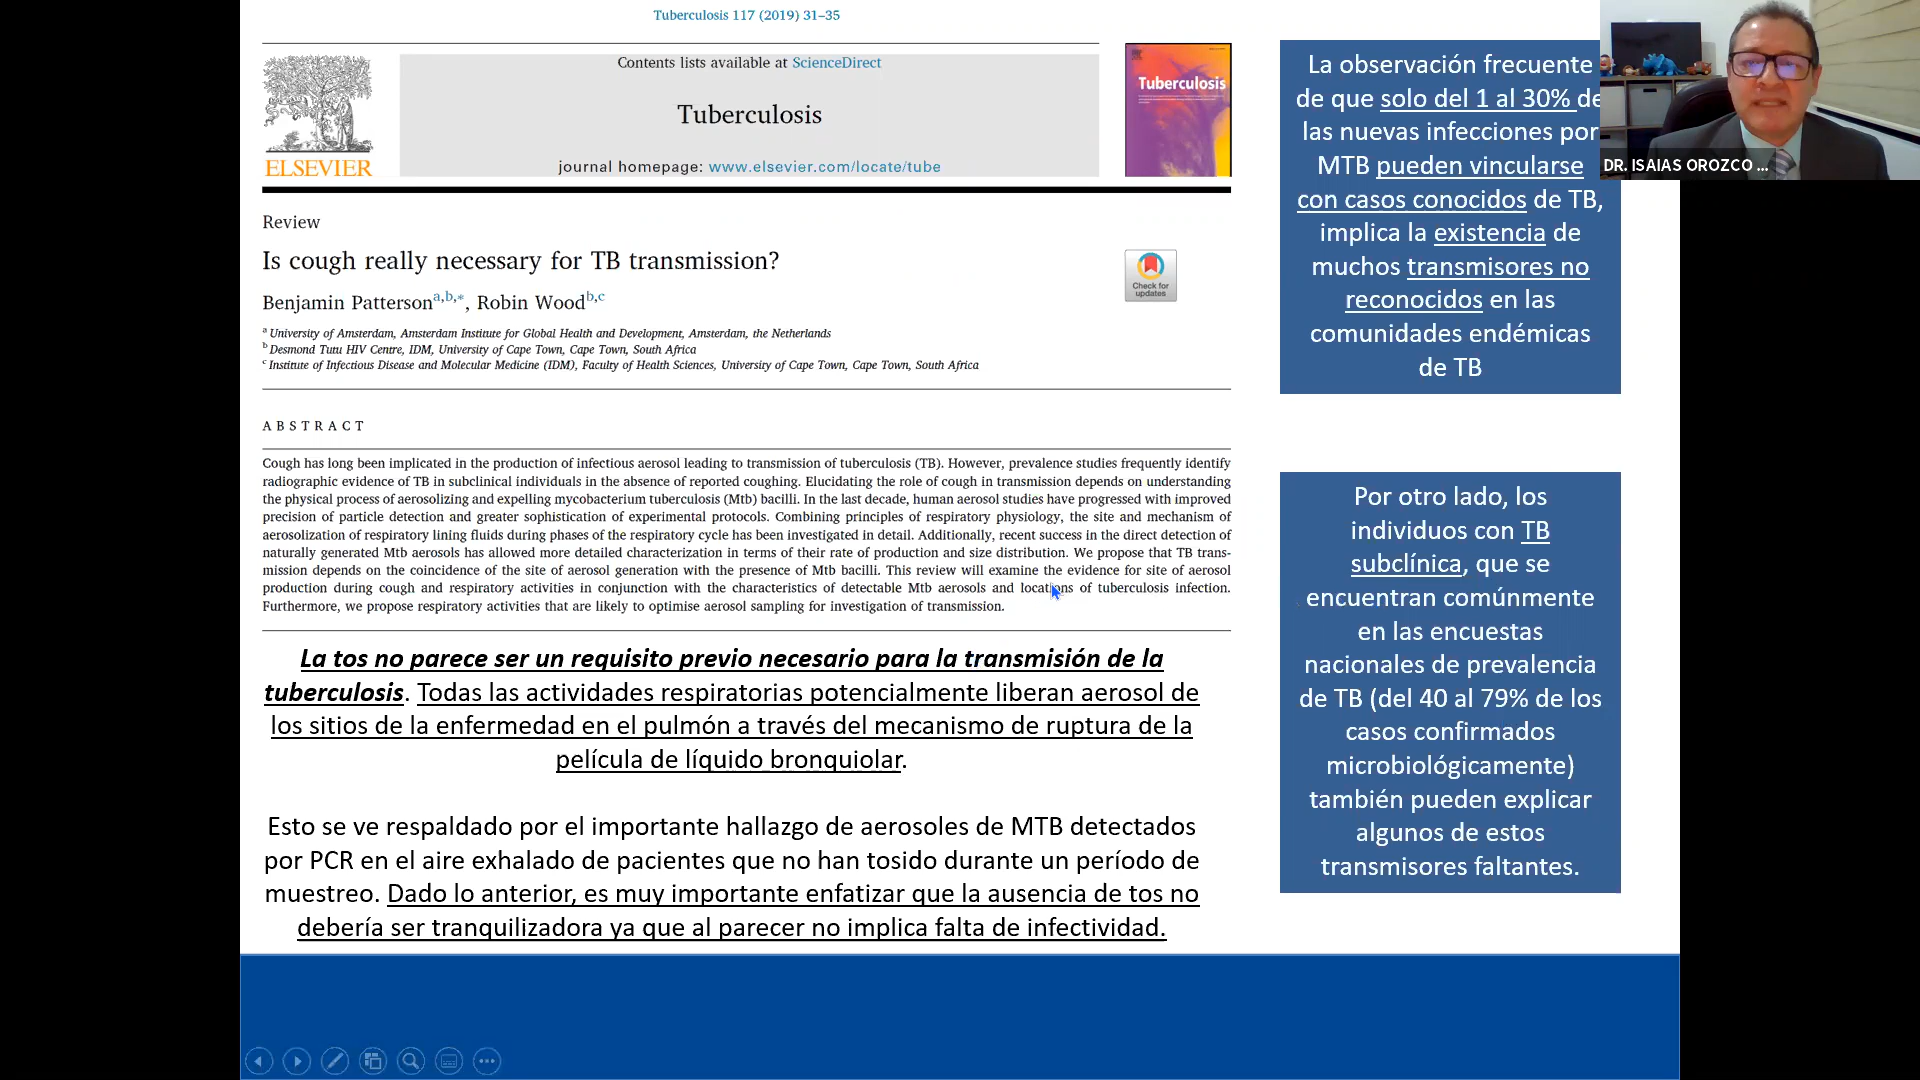 Tuberculosis 117 (2019) 31–35
Contents lists available at ScienceDirect
Tuberculosis
journal homepage: www.elsevier.com/locate/tube
ELSEVIER
Tuberculosis
Review
Is cough really necessary for TB transmission?
Check for
updates
Benjamin Patterson^a,b,*, Robin Wood^b,c
^a University of Amsterdam, Amsterdam Institute for Global Health and Development, Amsterdam, the Netherlands
^b Desmond Tutu HIV Centre, IDM, University of Cape Town, Cape Town, South Africa
^c Institute of Infectious Disease and Molecular Medicine (IDM), Faculty of Health Sciences, University of Cape Town, Cape Town, South Africa
ABSTRACT
Cough has long been implicated in the production of infectious aerosol leading to transmission of tuberculosis (TB). However, prevalence studies frequently identify
radiographic evidence of TB in subclinical individuals in the absence of reported coughing. Elucidating the role of cough in transmission depends on understanding
the physical process of aerosolizing and expelling mycobacterium tuberculosis (Mtb) bacilli. In the last decade, human aerosol studies have progressed with improved
precision of particle detection and greater sophistication of experimental protocols. Combining principles of respiratory physiology, the site and mechanism of
aerosolization of respiratory lining fluids during phases of the respiratory cycle has been investigated in detail. Additionally, recent success in the direct detection of
naturally generated Mtb aerosols has allowed more detailed characterization in terms of their rate of production and size distribution. We propose that TB trans-
mission depends on the coincidence of the site of aerosol generation with the presence of Mtb bacilli. This review will examine the evidence for site of aerosol
production during cough and respiratory activities in conjunction with the characteristics of detectable Mtb aerosols and locations of tuberculosis infection.
Furthermore, we propose respiratory activities that are likely to optimise aerosol sampling for investigation of transmission.
La tos no parece ser un requisito previo necesario para la transmisión de la
tuberculosis. Todas las actividades respiratorias potencialmente liberan aerosol de
los sitios de la enfermedad en el pulmón a través del mecanismo de ruptura de la
película de líquido bronquiolar.
Esto se ve respaldado por el importante hallazgo de aerosoles de MTB detectados
por PCR en el aire exhalado de pacientes que no han tosido durante un período de
muestreo. Dado lo anterior, es muy importante enfatizar que la ausencia de tos no
debería ser tranquilizadora ya que al parecer no implica falta de infectividad.
La observación frecuente
de que solo del 1 al 30% de
las nuevas infecciones por
MTB pueden vincularse
con casos conocidos de TB,
implica la existencia de
muchos transmisores no
reconocidos en las
comunidades endémicas
de TB
Por otro lado, los
individuos con TB
subclínica, que se
encuentran comúnmente
en las encuestas
nacionales de prevalencia
de TB (del 40 al 79% de los
casos confirmados
microbiológicamente)
también pueden explicar
algunos de estos
transmisores faltantes.
DR. ISAIAS OROZCO ...